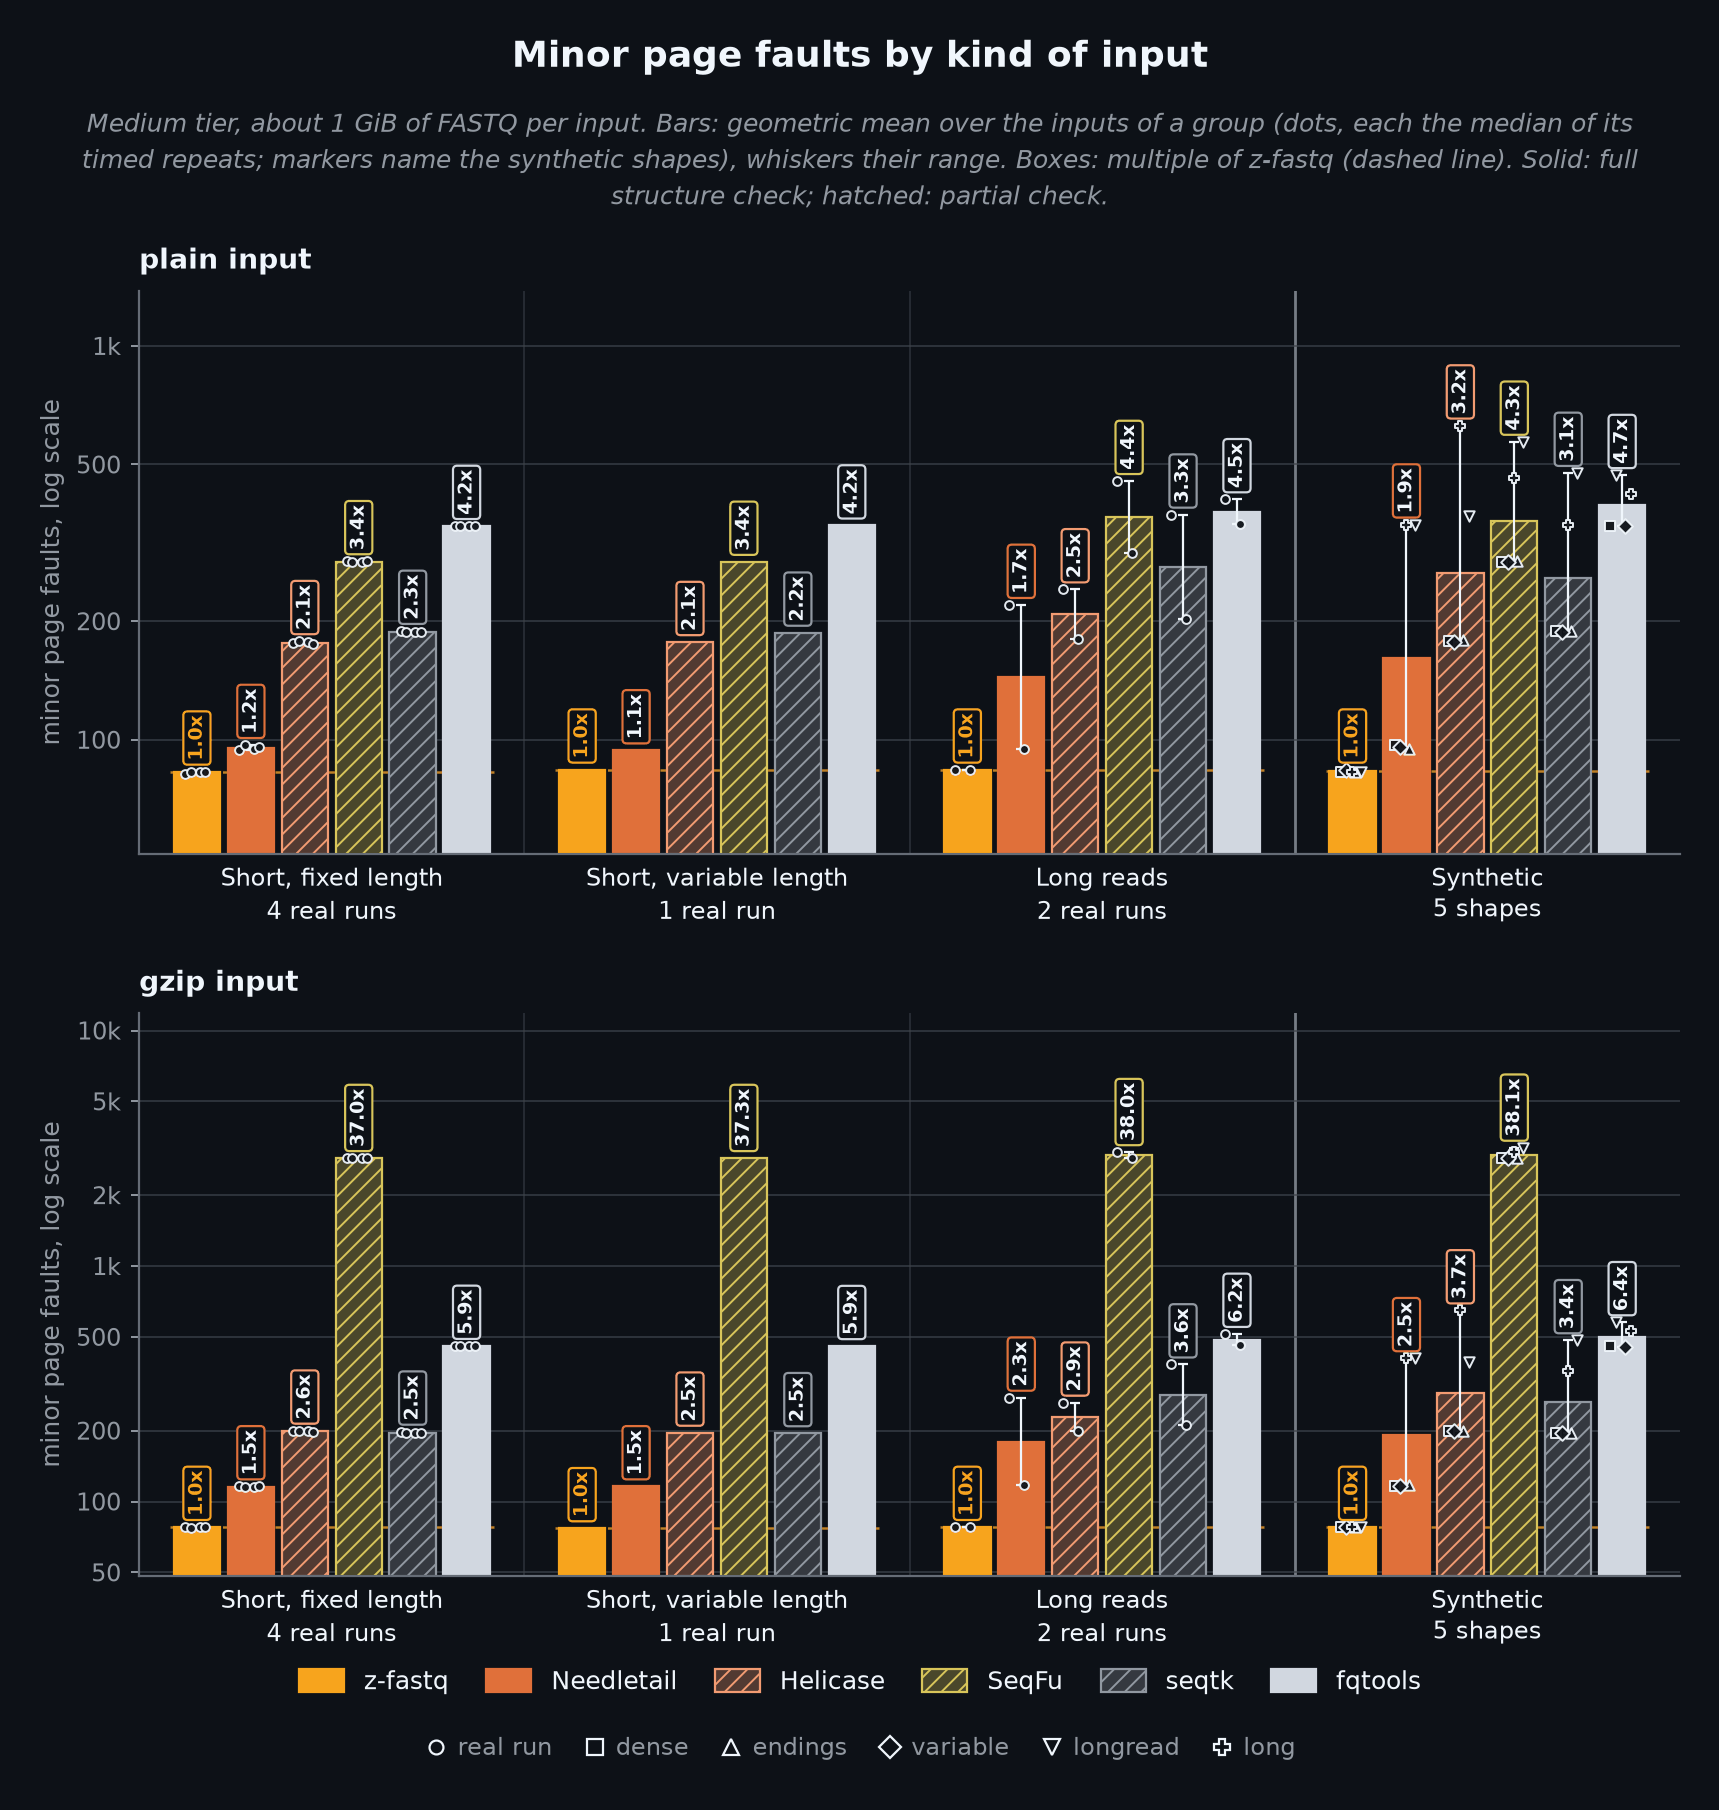 Minor page faults by kind of input
Medium tier, about 1 GiB of FASTQ per input. Bars: geometric mean over the inputs of a group (dots, each the median of its
timed repeats; markers name the synthetic shapes), whiskers their range. Boxes: multiple of z-fastq (dashed line). Solid: full
structure check; hatched: partial check.
plain input
minor page faults, log scale
1k
500
200
100
1.0x 1.2x 2.1x 3.4x 2.3x 4.2x
1.0x 1.1x 2.1x 3.4x 2.2x 4.2x
1.0x 1.7x 2.5x 4.4x 3.3x 4.5x
1.0x 1.9x 3.2x 4.3x 3.1x 4.7x
Short, fixed length
4 real runs
Short, variable length
1 real run
Long reads
2 real runs
Synthetic
5 shapes
gzip input
minor page faults, log scale
10k
5k
2k
1k
500
200
100
50
1.0x 1.5x 2.6x 37.0x 2.5x 5.9x
1.0x 1.5x 2.5x 37.3x 2.5x 5.9x
1.0x 2.3x 2.9x 38.0x 3.6x 6.2x
1.0x 2.5x 3.7x 38.1x 3.4x 6.4x
Short, fixed length
4 real runs
Short, variable length
1 real run
Long reads
2 real runs
Synthetic
5 shapes
z-fastq Needletail Helicase SeqFu seqtk fqtools
real run dense endings variable longread long